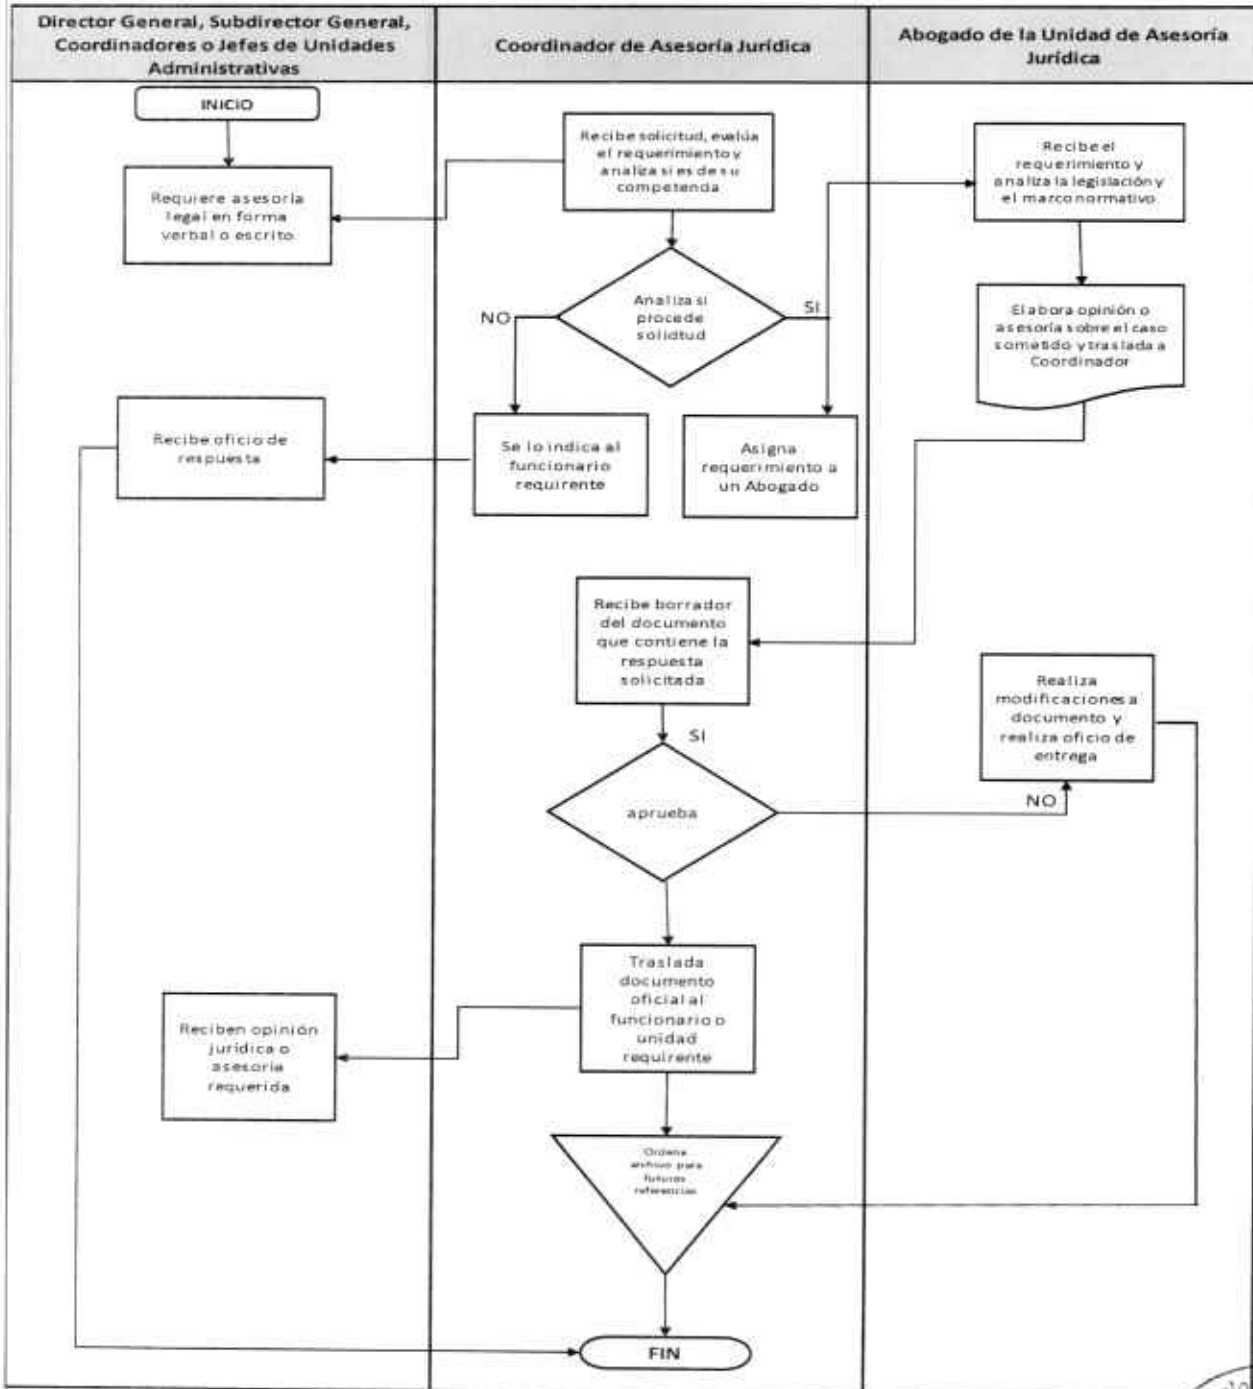 Director General, Subdirector General,
Coordinadores o Jefes de Unidades
Administrativas
Coordinador de Asesoría Jurídica
Abogado de la Unidad de Asesoría
Jurídica
INICIO
Requiere asesoría
legal en forma
verbal o escrito.
Recibe solicitud, evalúa
el requerimiento y
analiza si es de su
competencia
Recibe el
requerimiento y
analiza la legislación y
el marco normativo
Analiza si
procede
solicitud
NO
SI
Elabora opinión o
asesoría sobre el caso
sometido y traslada a
Coordinador
Recibe oficio de
respuesta
Se lo indica al
funcionario
requirente
Asigna
requerimiento a
un Abogado
Recibe borrador
del documento
que contiene la
respuesta
solicitada
Realiza
modificaciones a
documento y
realiza oficio de
entrega
SI
aprueba
NO
Traslada
documento
oficial al
funcionario o
unidad
requirente
Reciben opinión
jurídica o
asesoría
requerida
Ordena
archivo para
futuras
referencias
FIN